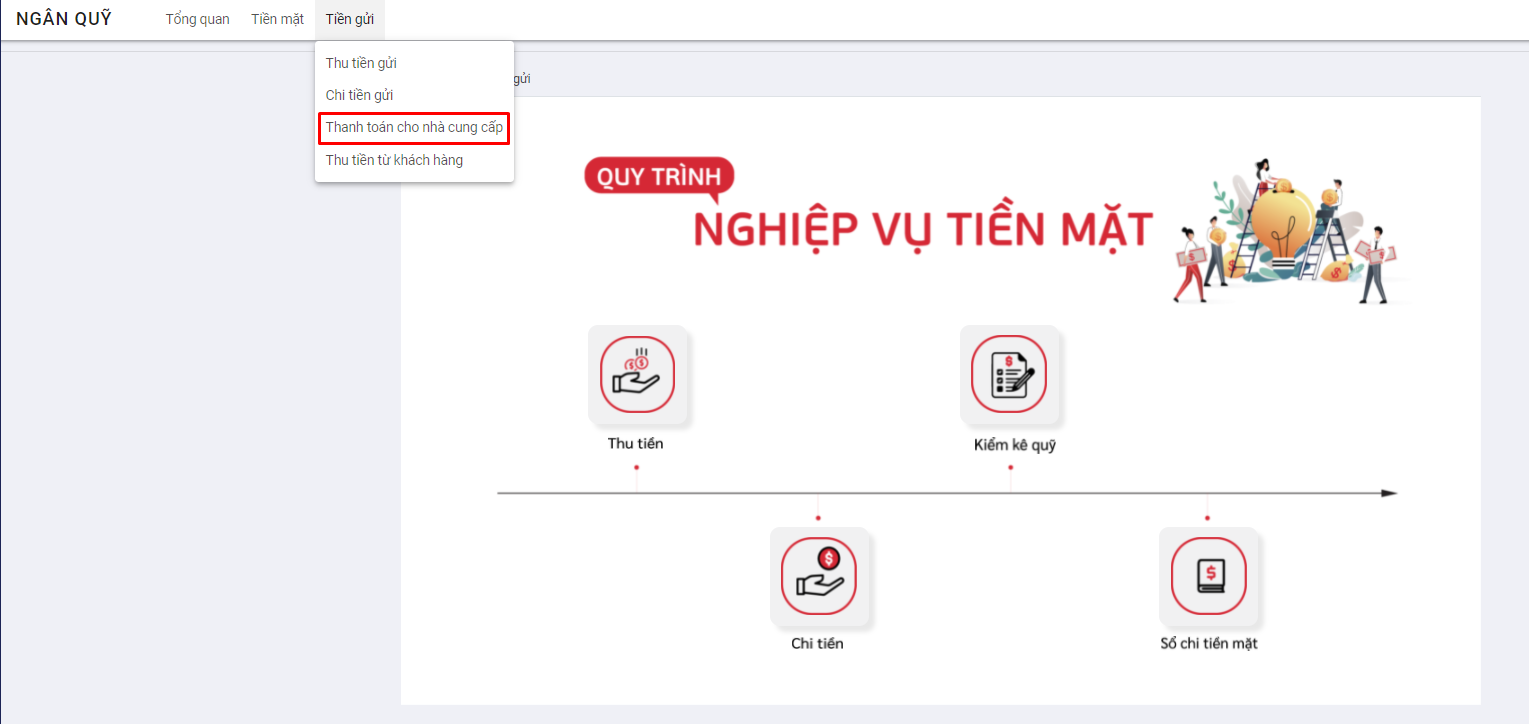 NGÂN QUỸ Tổng quan Tiền mặt Tiền gửi
Thu tiền gửi
gửi
Chi tiền gửi
Thanh toán cho nhà cung cấp
Thu tiền từ khách hàng
QUY TRÌNH
NGHIỆP VỤ TIỀN MẶT
Thu tiền
Kiểm kê quỹ
Chi tiền
Sổ chi tiền mặt